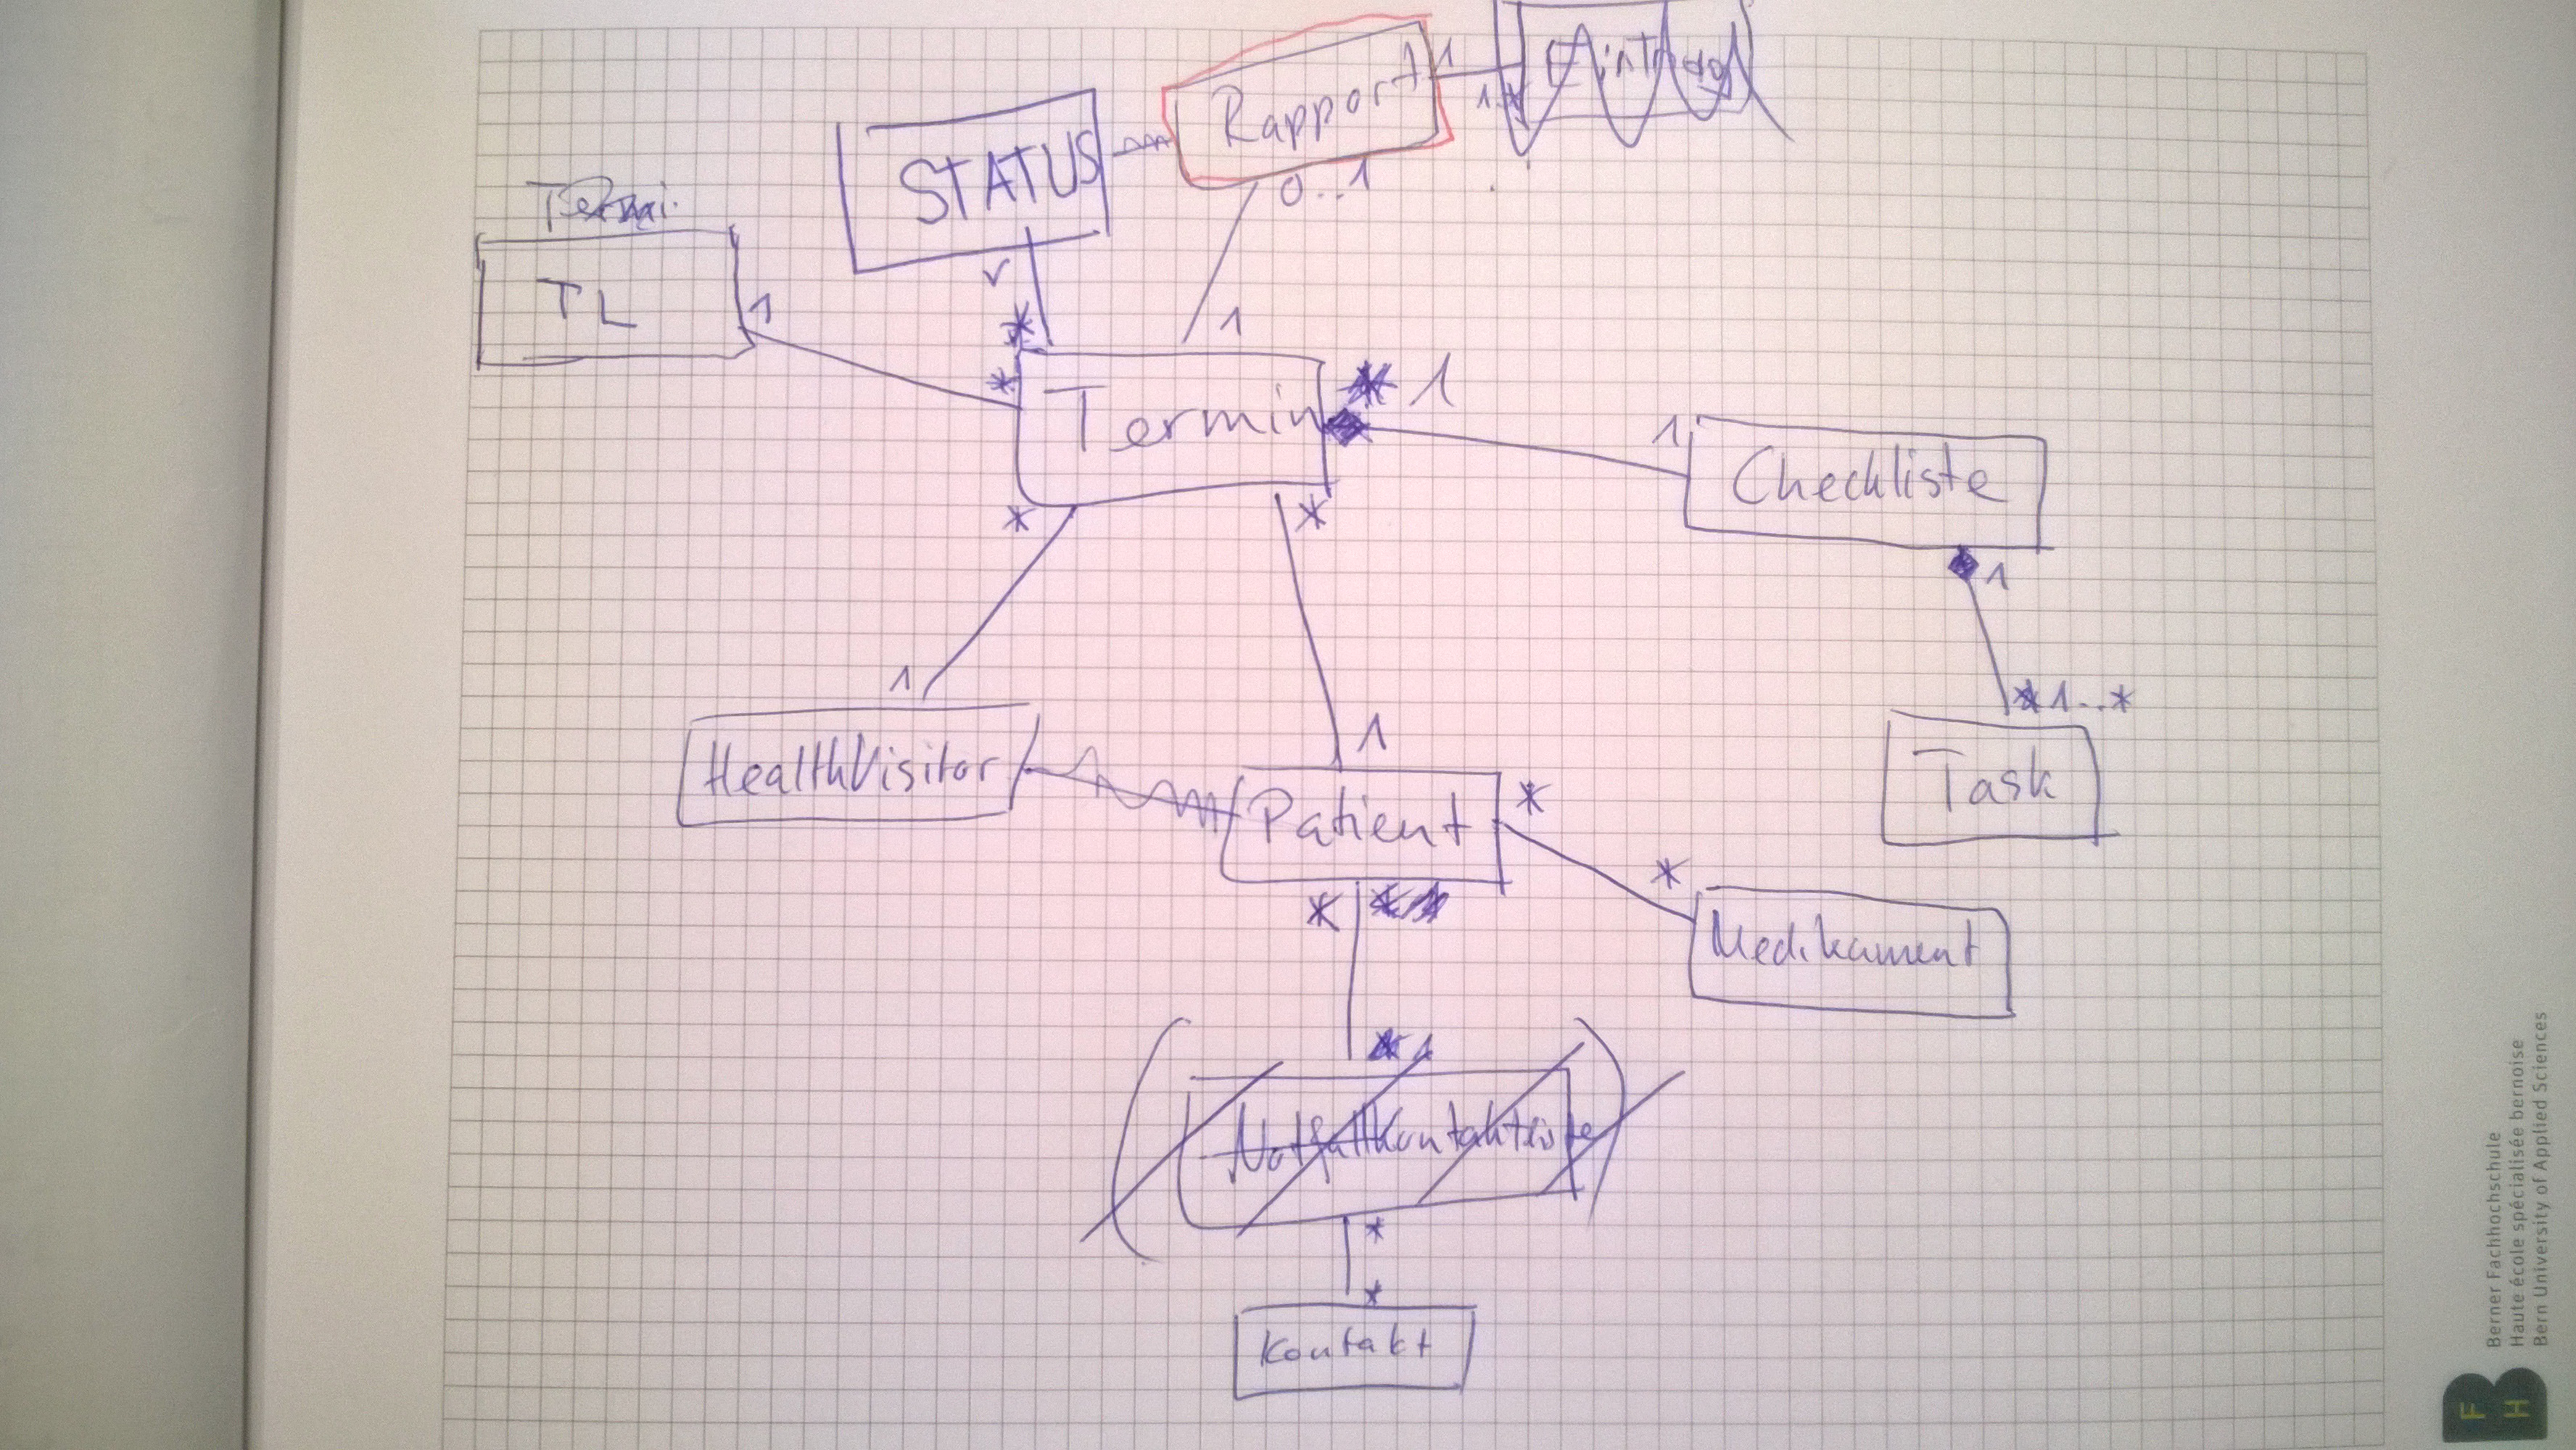 Eintrag
1
1..*
Rapport
0..1
STATUS
TL
1
*
1
*
Termin
1
1
Checkliste
*
*
1
1..*
1
1
HealthVisitor
Task
Patient
*
*
*
Medikament
1
Notfallkontaktliste
*
*
Kontakt
Berner Fachhochschule
Haute école spécialisée bernoise
Bern University of Applied Sciences
B
F
H